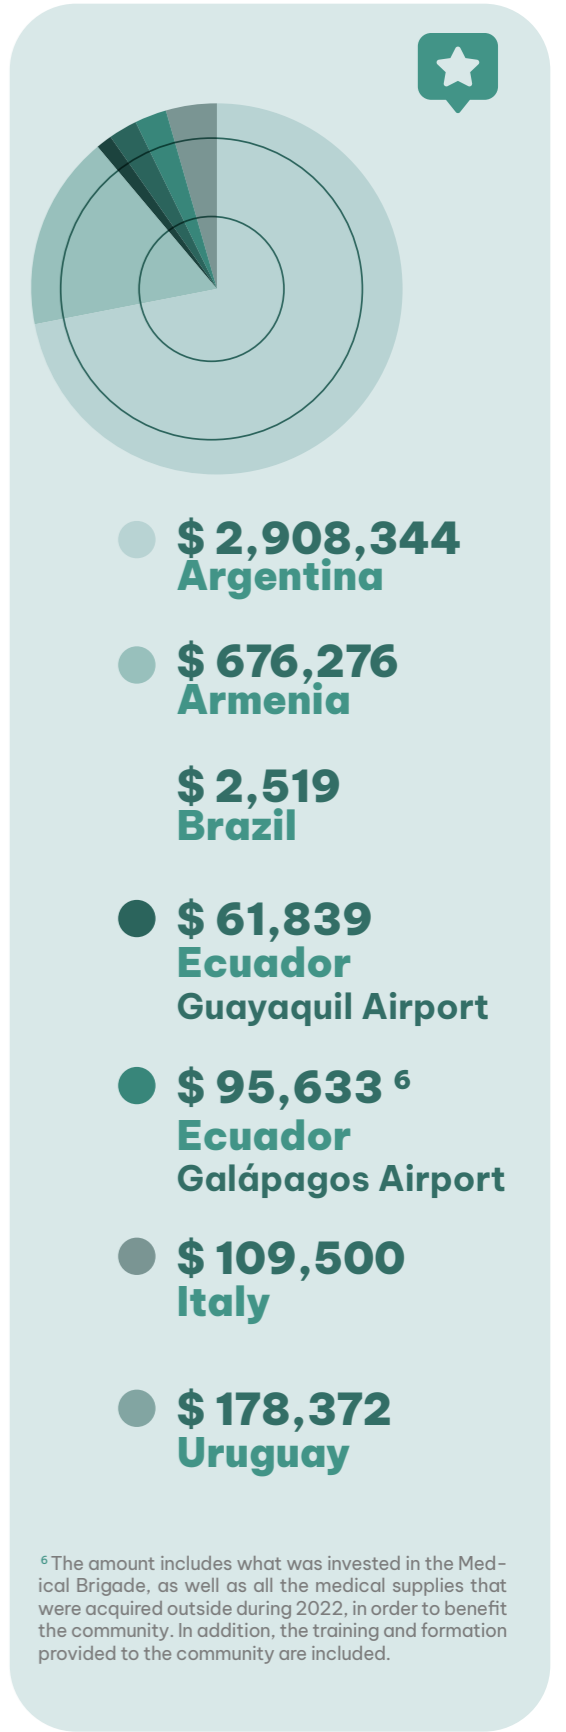 $ 2,908,344
Argentina
$ 676,276
Armenia
$ 2,519
Brazil
$ 61,839
Ecuador
Guayaquil Airport
$ 95,633 ⁶
Ecuador
Galápagos Airport
$ 109,500
Italy
$ 178,372
Uruguay
⁶ The amount includes what was invested in the Med-
ical Brigade, as well as all the medical supplies that
were acquired outside during 2022, in order to benefit
the community. In addition, the training and formation
provided to the community are included.